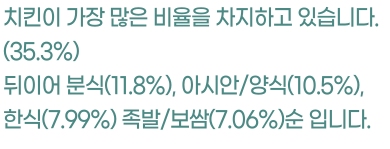 치킨이 가장 많은 비율을 차지하고 있습니다.
(35.3%)
뒤이어 분식(11.8%), 아시안/양식(10.5%),
한식(7.99%) 족발/보쌈(7.06%)순 입니다.